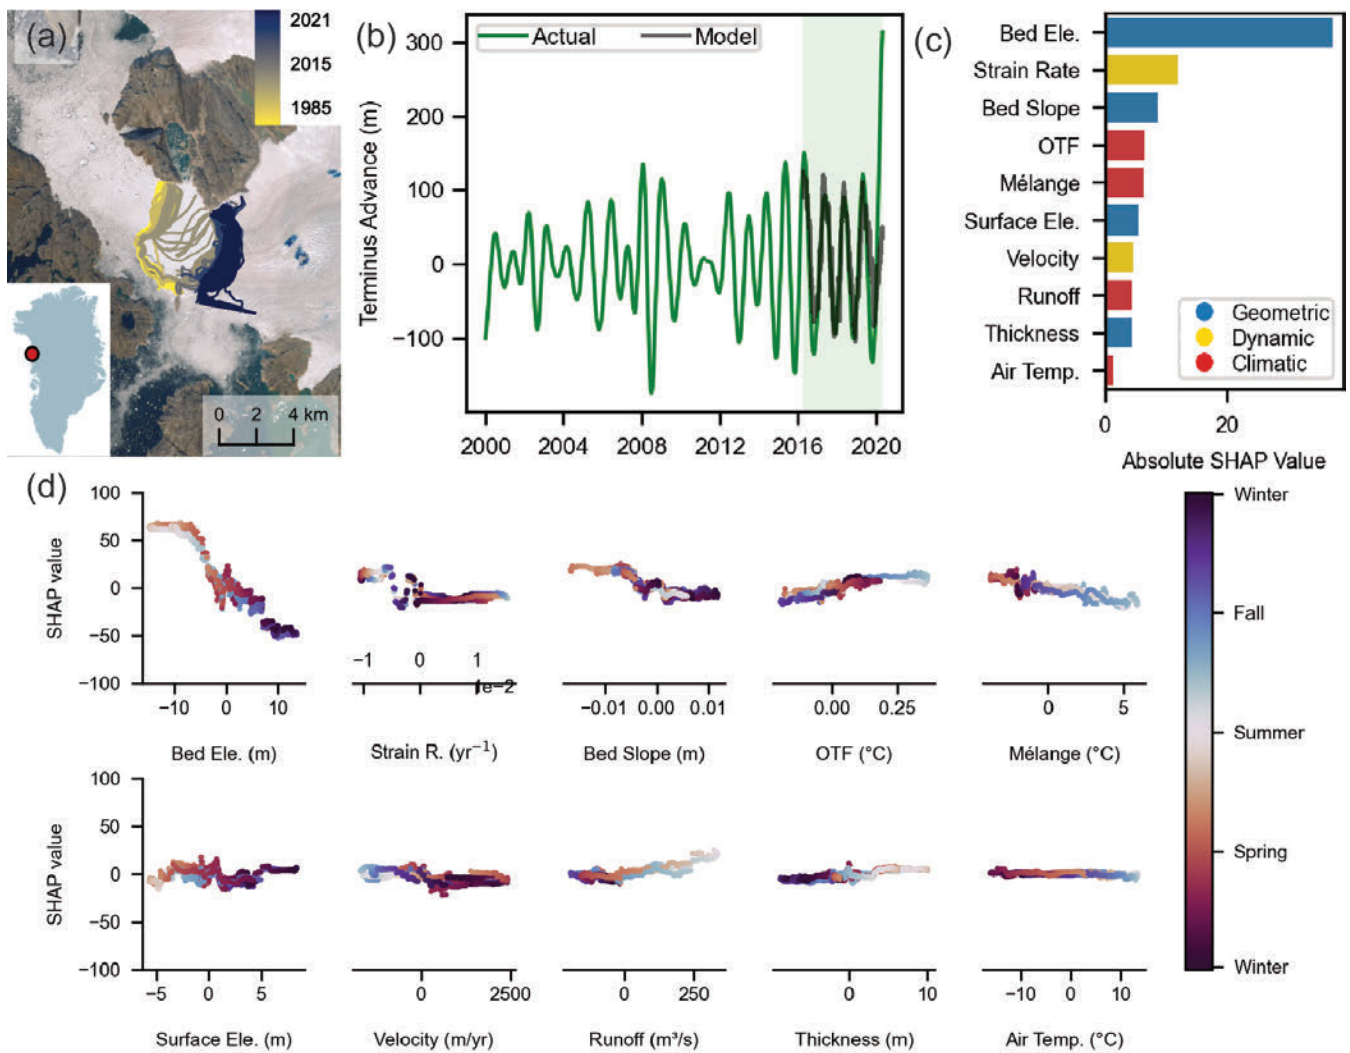 (a)
2021
2015
1985
0 2 4 km
(b)
Actual Model
Terminus Advance (m)
300
200
100
0
−100
2000 2004 2008 2012 2016 2020
(c)
Bed Ele.
Strain Rate
Bed Slope
OTF
Mélange
Surface Ele.
Velocity
Runoff
Thickness
Air Temp.
Geometric
Dynamic
Climatic
0 20
Absolute SHAP Value
(d)
SHAP value
100
50
0
−50
−100
−10 0 10
Bed Ele. (m)
−1 0 1
1e−2
Strain R. (yr⁻¹)
−0.01 0.00 0.01
Bed Slope (m)
0.00 0.25
OTF (°C)
0 5
Mélange (°C)
SHAP value
100
50
0
−50
−100
−5 0 5
Surface Ele. (m)
0 2500
Velocity (m/yr)
0 250
Runoff (m³/s)
0 10
Thickness (m)
−10 0 10
Air Temp. (°C)
Winter
Fall
Summer
Spring
Winter